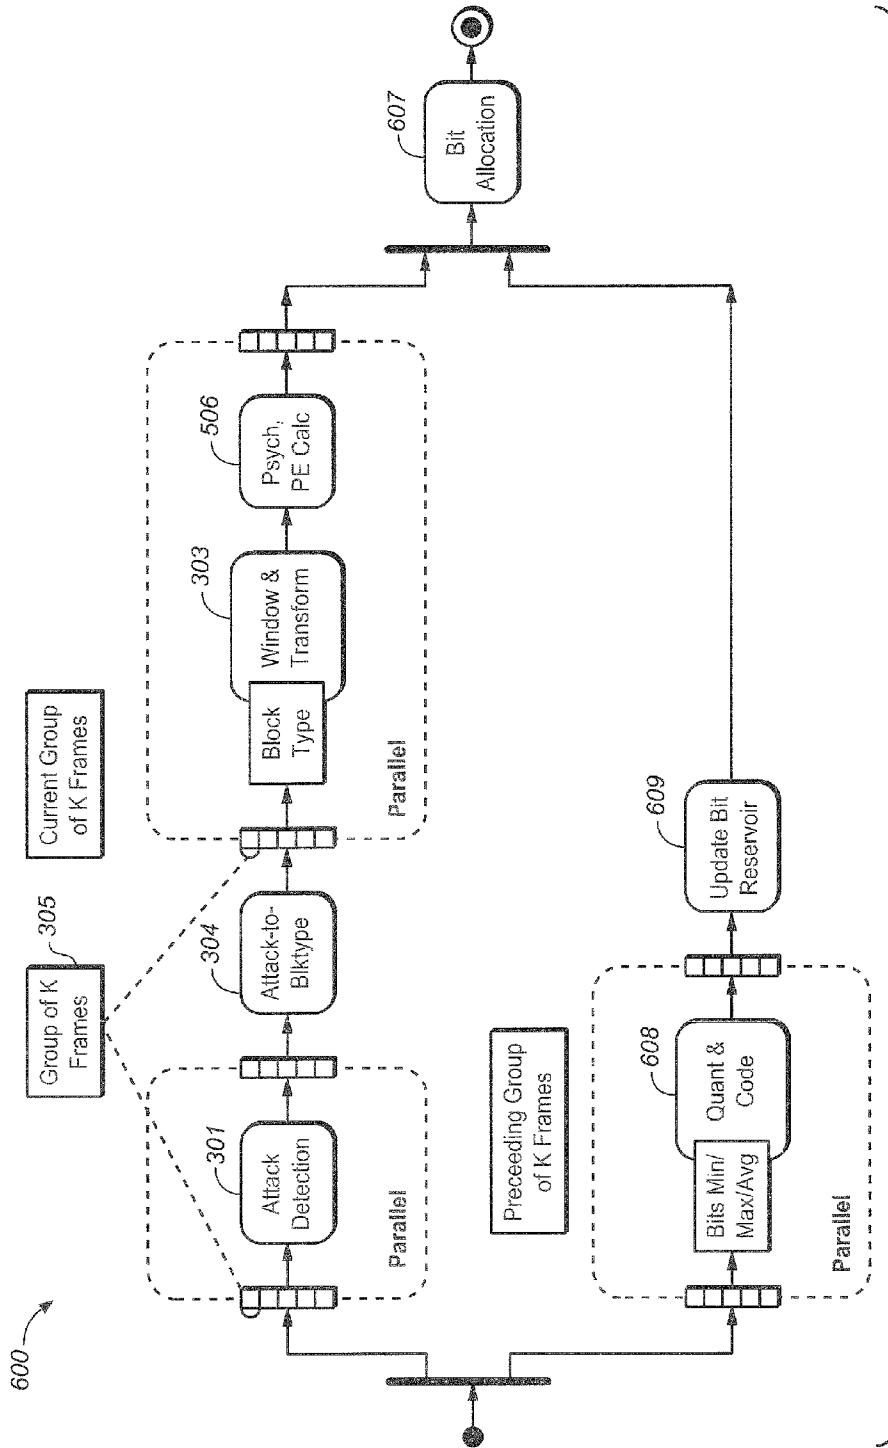 600
Group of K
Frames
305
Current Group
of K Frames
301
Attack
Detection
Parallel
304
Attack-to-
Blktype
Block
Type
303
Window &
Transform
506
Psych,
PE Calc
Parallel
607
Bit
Allocation
Preceeding Group
of K Frames
Bits Min/
Max/Avg
608
Quant &
Code
Parallel
609
Update Bit
Reservoir